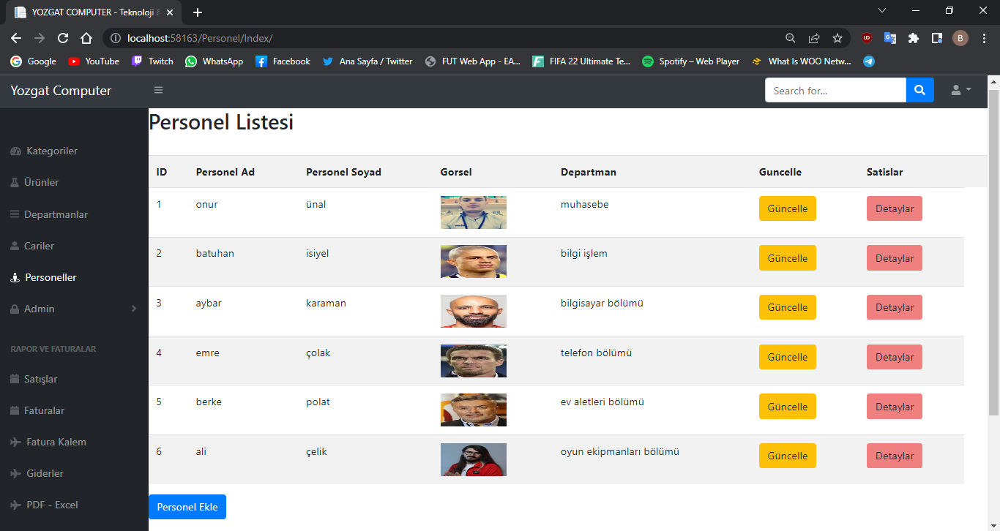 YOZGAT COMPUTER - Teknoloji &
localhost:58163/Personel/Index/
UD
B
Google YouTube Twitch WhatsApp Facebook Ana Sayfa / Twitter FUT Web App - EA... FIFA 22 Ultimate Te... Spotify – Web Player What Is WOO Netw...
Yozgat Computer
Search for...
Personel Listesi
Kategoriler
Ürünler
Departmanlar
Cariler
Personeller
Admin
RAPOR VE FATURALAR
Satışlar
Faturalar
Fatura Kalem
Giderler
PDF - Excel
ID Personel Ad Personel Soyad Gorsel Departman Guncelle Satislar
1 onur ünal muhasebe Güncelle Detaylar
2 batuhan isiyel bilgi işlem Güncelle Detaylar
3 aybar karaman bilgisayar bölümü Güncelle Detaylar
4 emre çolak telefon bölümü Güncelle Detaylar
5 berke polat ev aletleri bölümü Güncelle Detaylar
6 ali çelik oyun ekipmanları bölümü Güncelle Detaylar
Personel Ekle